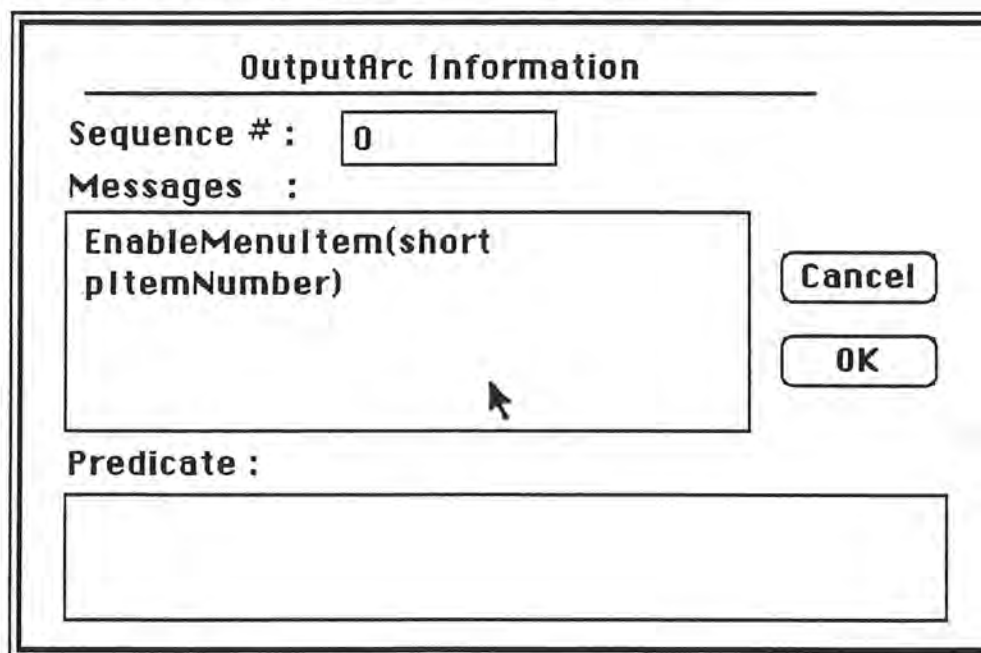 OutputArc Information
Sequence # : 0
Messages :
EnableMenuItem(short
pItemNumber)
Cancel
OK
Predicate :